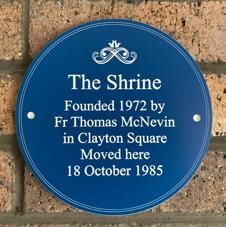 The Shrine
Founded 1972 by
Fr Thomas McNevin
in Clayton Square
Moved here
18 October 1985